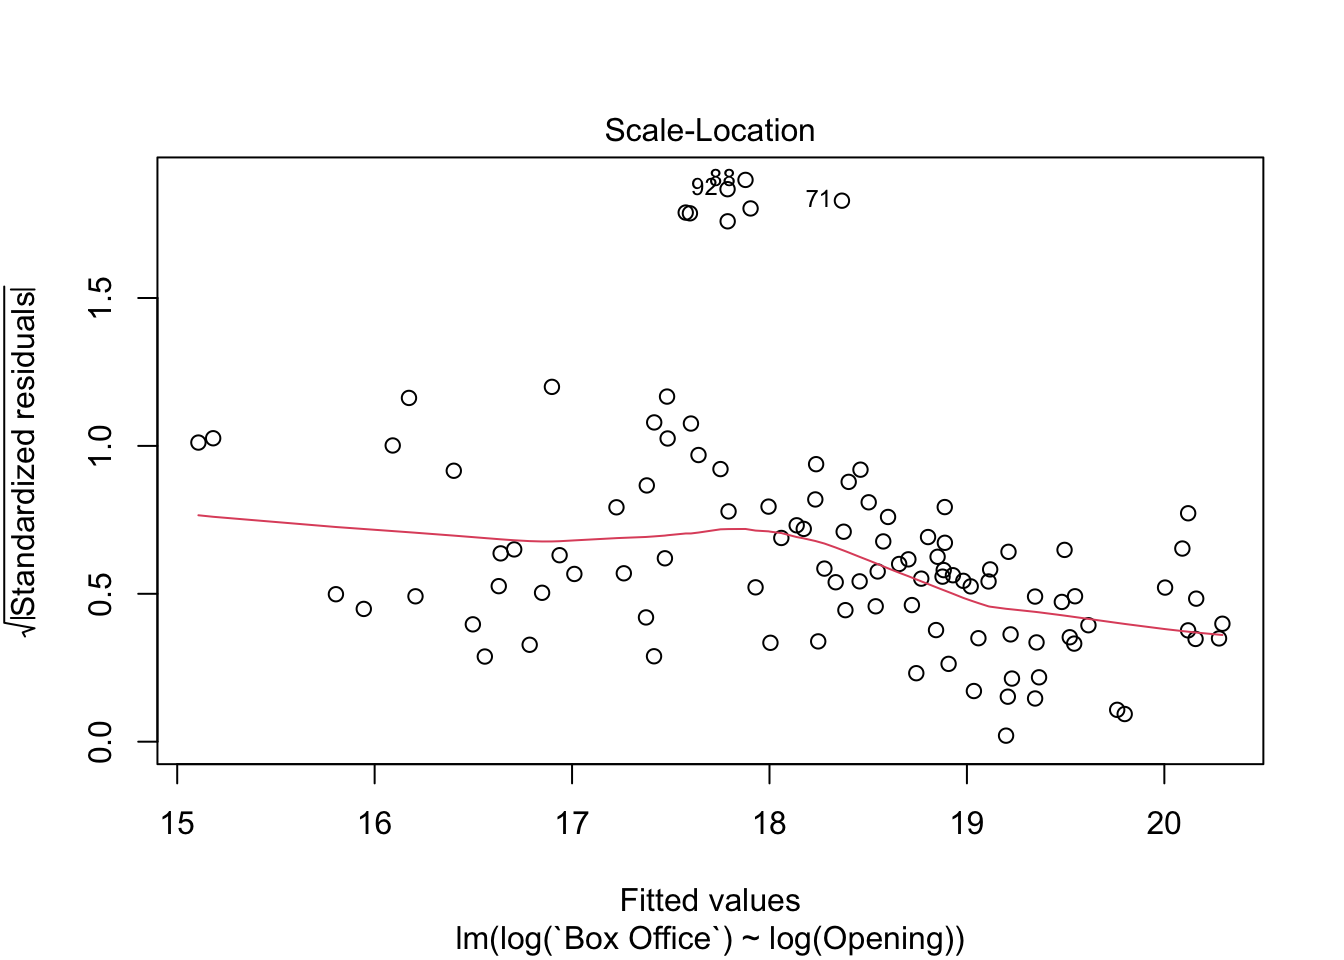 Scale-Location
88
92
71
√|Standardized residuals|
0.0 0.5 1.0 1.5
15 16 17 18 19 20
Fitted values
lm(log(`Box Office`) ~ log(Opening))